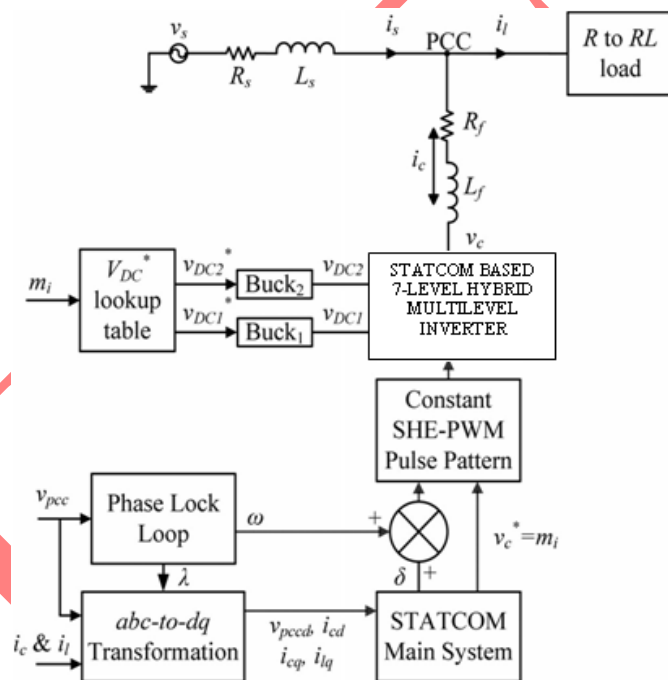 v_s
R_s
L_s
i_s
PCC
i_l
R to RL
load
R_f
i_c
L_f
v_c
m_i
V_DC^*
lookup
table
v_DC2^*
Buck_2
v_DC2
v_DC1^*
Buck_1
v_DC1
STATCOM BASED
7-LEVEL HYBRID
MULTILEVEL
INVERTER
Constant
SHE-PWM
Pulse Pattern
v_pcc
Phase Lock
Loop
ω
+
v_c^*=m_i
λ
δ
+
i_c & i_l
abc-to-dq
Transformation
v_pccd, i_cd
i_cq, i_lq
STATCOM
Main System